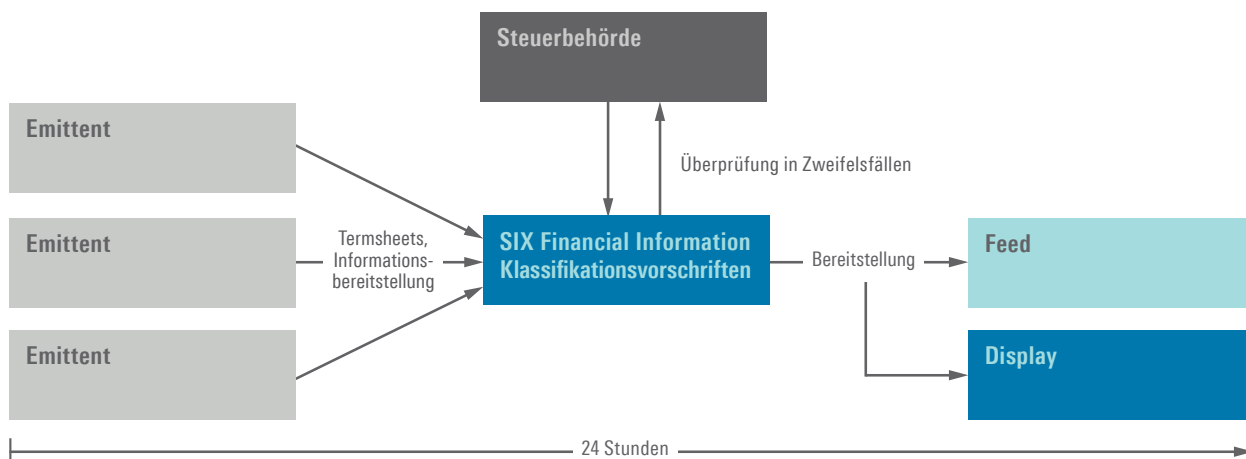 Steuerbehörde
Emittent
Überprüfung in Zweifelsfällen
Emittent
Termsheets,
Informations-
bereitstellung
SIX Financial Information
Klassifikationsvorschriften
Bereitstellung
Feed
Emittent
Display
24 Stunden